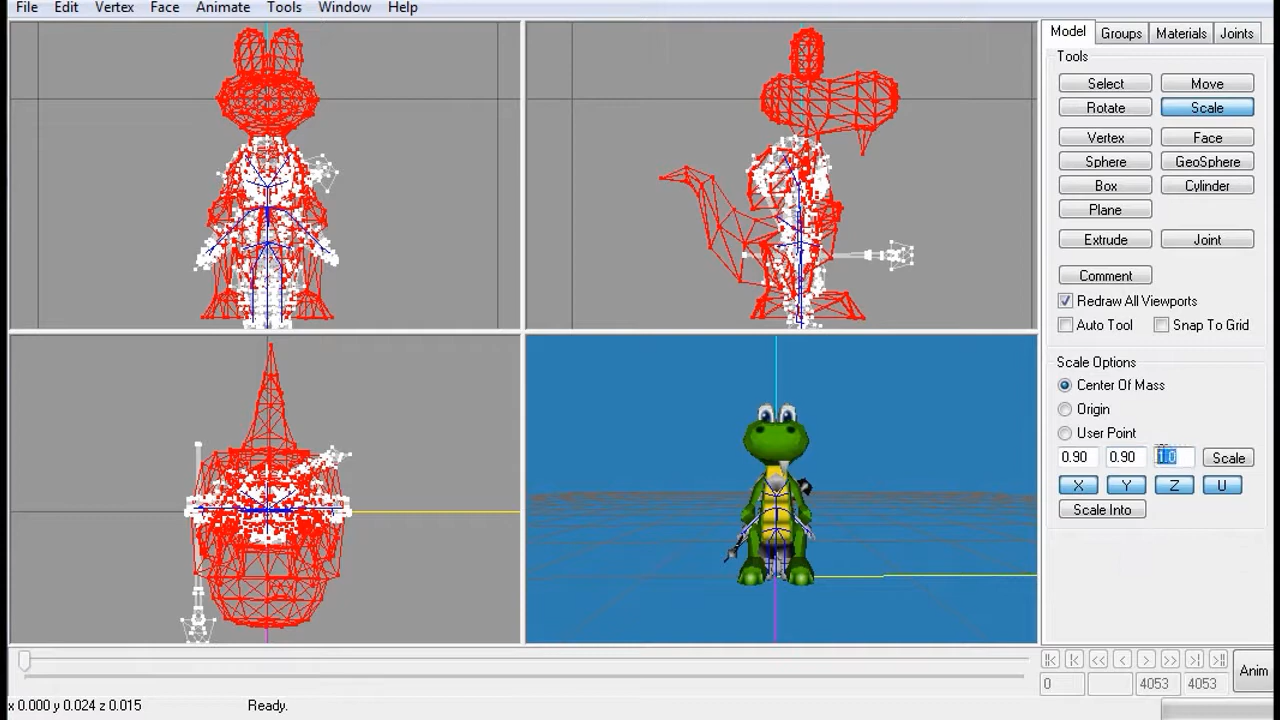 File Edit Vertex Face Animate Tools Window Help
Model Groups Materials Joints
Tools
Select Move
Rotate Scale
Vertex Face
Sphere GeoSphere
Box Cylinder
Plane
Extrude Joint
Comment
Redraw All Viewports
Auto Tool Snap To Grid
Scale Options
Center Of Mass
Origin
User Point
0.90 0.90 1.0 Scale
X Y Z U
Scale Into
|< |< << < > >> >| >||
0 4053 4053 Anim
x 0.000 y 0.024 z 0.015 Ready.